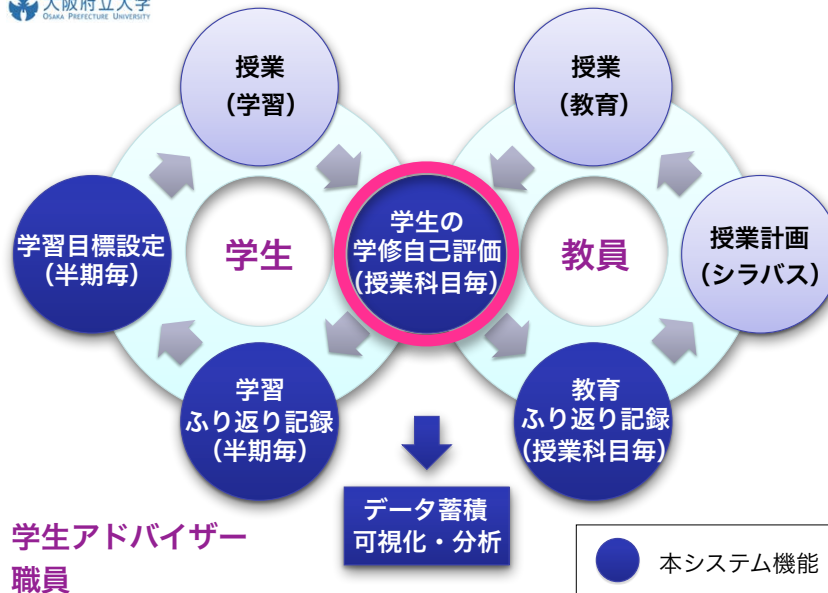 大阪府立大学
OSAKA PREFECTURE UNIVERSITY
授業
（学習）
授業
（教育）
学習目標設定
（半期毎）
学生
学生の
学修自己評価
（授業科目毎）
教員
授業計画
（シラバス）
学習
ふり返り記録
（半期毎）
教育
ふり返り記録
（授業科目毎）
データ蓄積
可視化・分析
学生アドバイザー
職員
本システム機能